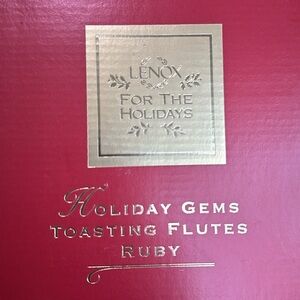 LENOX
FOR THE
HOLIDAYS
HOLIDAY GEMS
TOASTING FLUTES
RUBY